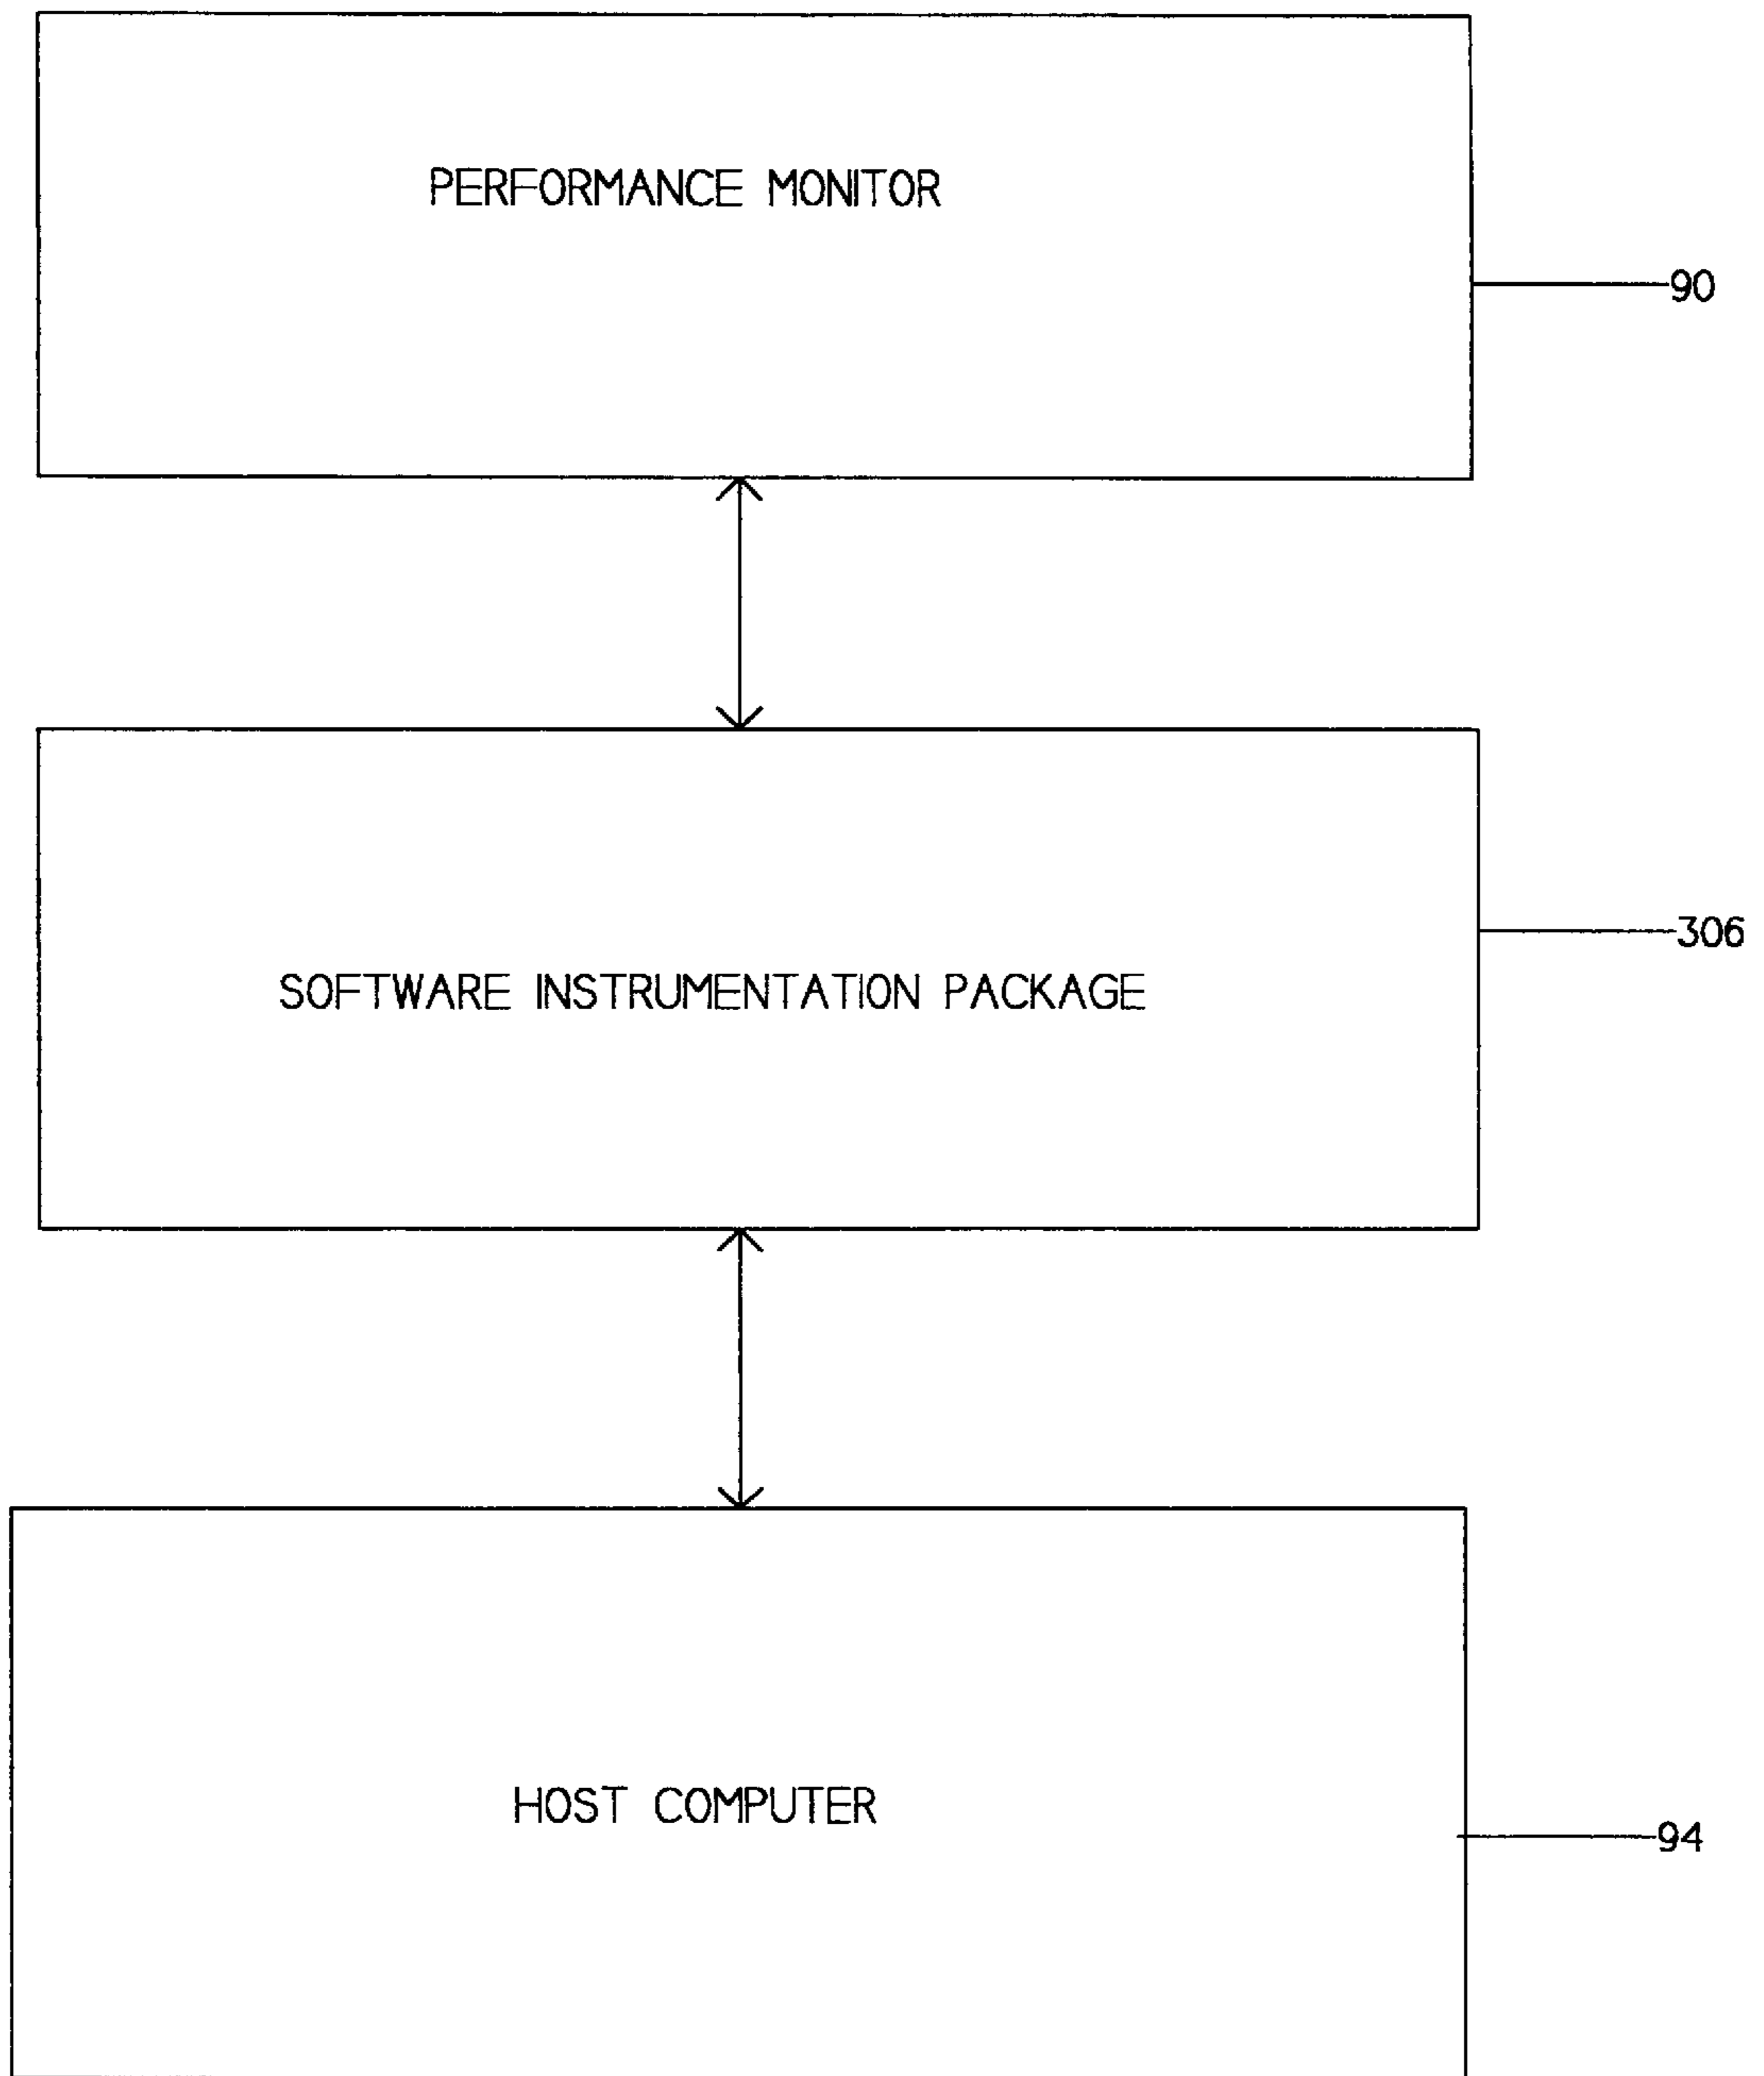 PERFORMANCE MONITOR
90
306
SOFTWARE INSTRUMENTATION PACKAGE
HOST COMPUTER
94